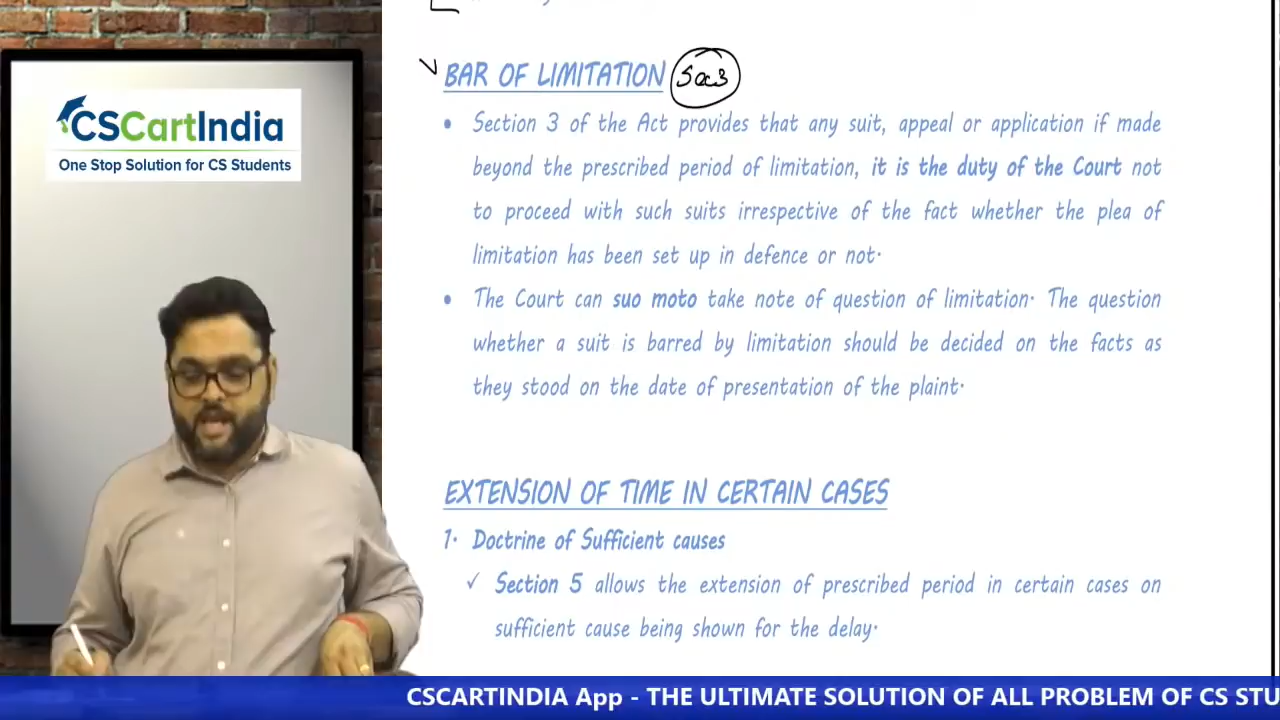 CSCartIndia
One Stop Solution for CS Students
BAR OF LIMITATION Sec3
• Section 3 of the Act provides that any suit, appeal or application if made
beyond the prescribed period of limitation, it is the duty of the Court not
to proceed with such suits irrespective of the fact whether the plea of
limitation has been set up in defence or not.
• The Court can suo moto take note of question of limitation. The question
whether a suit is barred by limitation should be decided on the facts as
they stood on the date of presentation of the plaint.
EXTENSION OF TIME IN CERTAIN CASES
1. Doctrine of Sufficient causes
✓ Section 5 allows the extension of prescribed period in certain cases on
sufficient cause being shown for the delay.
CSCARTINDIA App - THE ULTIMATE SOLUTION OF ALL PROBLEM OF CS STU